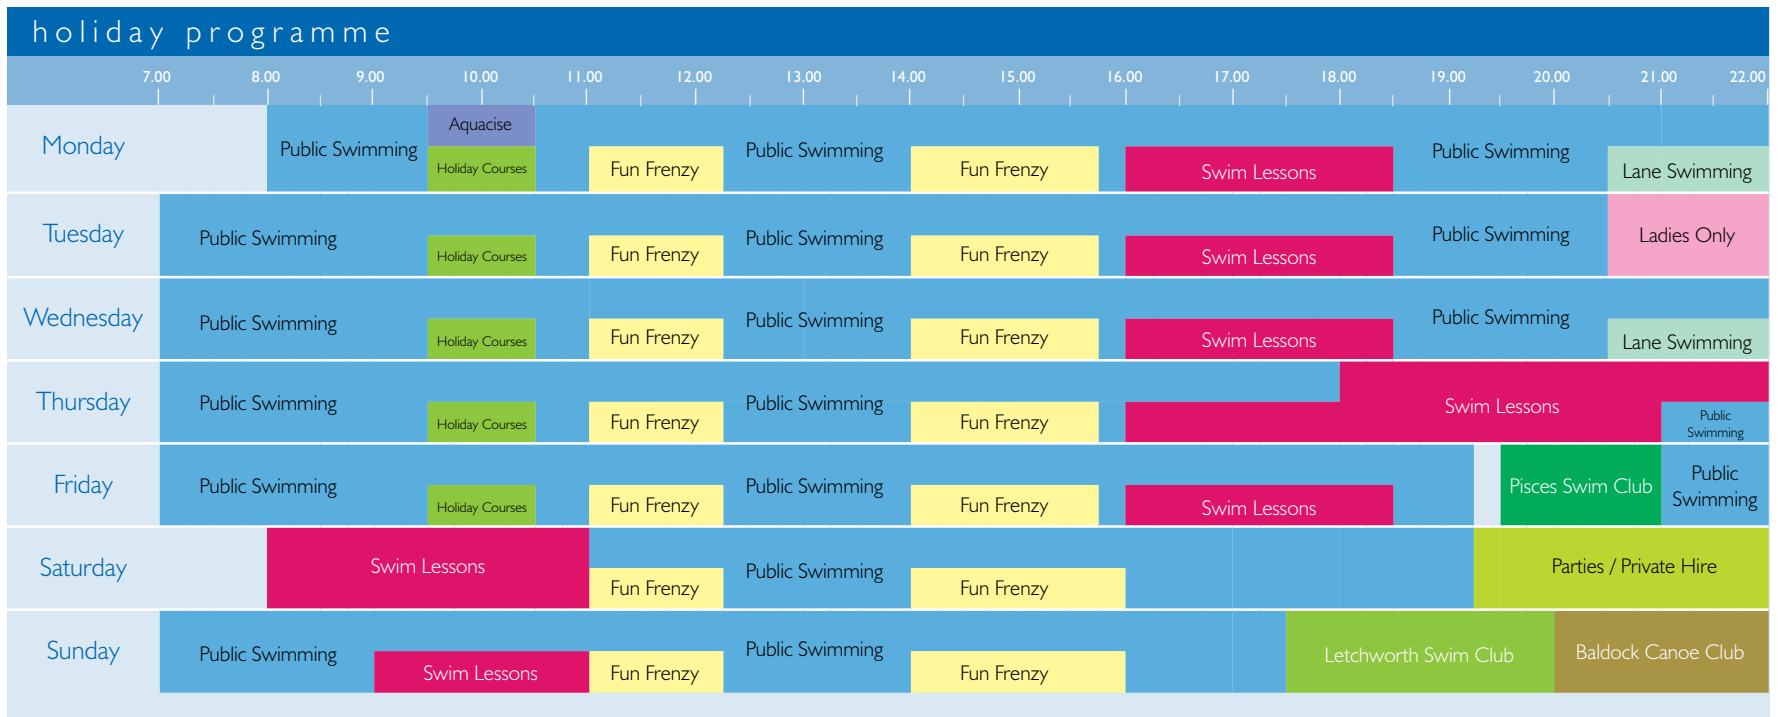 holiday programme
7.00 8.00 9.00 10.00 11.00 12.00 13.00 14.00 15.00 16.00 17.00 18.00 19.00 20.00 21.00 22.00
Monday
Public Swimming
Aquacise
Holiday Courses
Fun Frenzy
Public Swimming
Fun Frenzy
Swim Lessons
Public Swimming
Lane Swimming
Tuesday
Public Swimming
Holiday Courses
Fun Frenzy
Public Swimming
Fun Frenzy
Swim Lessons
Public Swimming
Ladies Only
Wednesday
Public Swimming
Holiday Courses
Fun Frenzy
Public Swimming
Fun Frenzy
Swim Lessons
Public Swimming
Lane Swimming
Thursday
Public Swimming
Holiday Courses
Fun Frenzy
Public Swimming
Fun Frenzy
Swim Lessons
Public
Swimming
Friday
Public Swimming
Holiday Courses
Fun Frenzy
Public Swimming
Fun Frenzy
Swim Lessons
Pisces Swim Club
Public
Swimming
Saturday
Swim Lessons
Fun Frenzy
Public Swimming
Fun Frenzy
Parties / Private Hire
Sunday
Public Swimming
Swim Lessons
Fun Frenzy
Public Swimming
Fun Frenzy
Letchworth Swim Club
Baldock Canoe Club